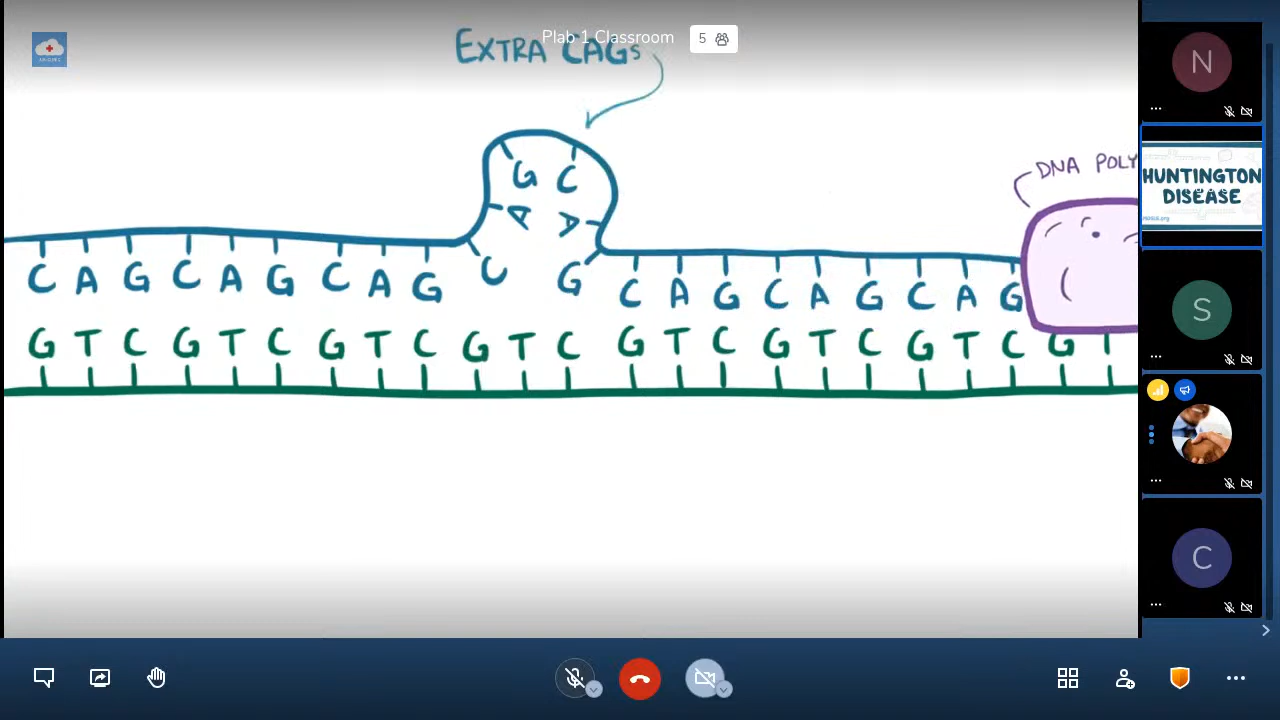 Plab 1 Classroom
5
EXTRA CAGS
DNA POLY
G C
A A
C G
C A G C A G C A G
C A G C A G C A G
G T C G T C G T C G T C G T C G T C G T C G T
N
HUNTINGTON
DISEASE
S
C